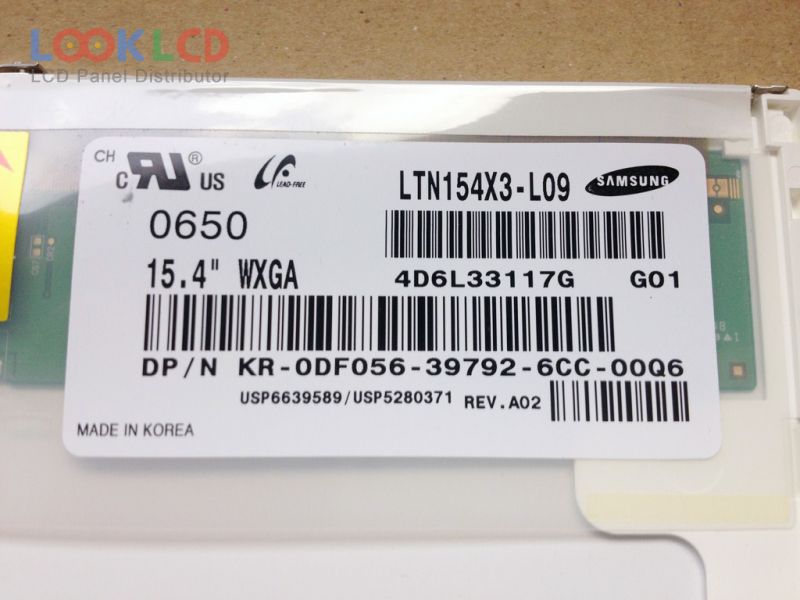 LOOKLCD
LCD Panel Distributor
CH
c RU ® US
LEAD-FREE
LTN154X3-L09
SAMSUNG
0650
15.4" WXGA
4D6L33117G G01
DP/N KR-0DF056-39792-6CC-00Q6
USP6639589/USP5280371 REV.A02
MADE IN KOREA